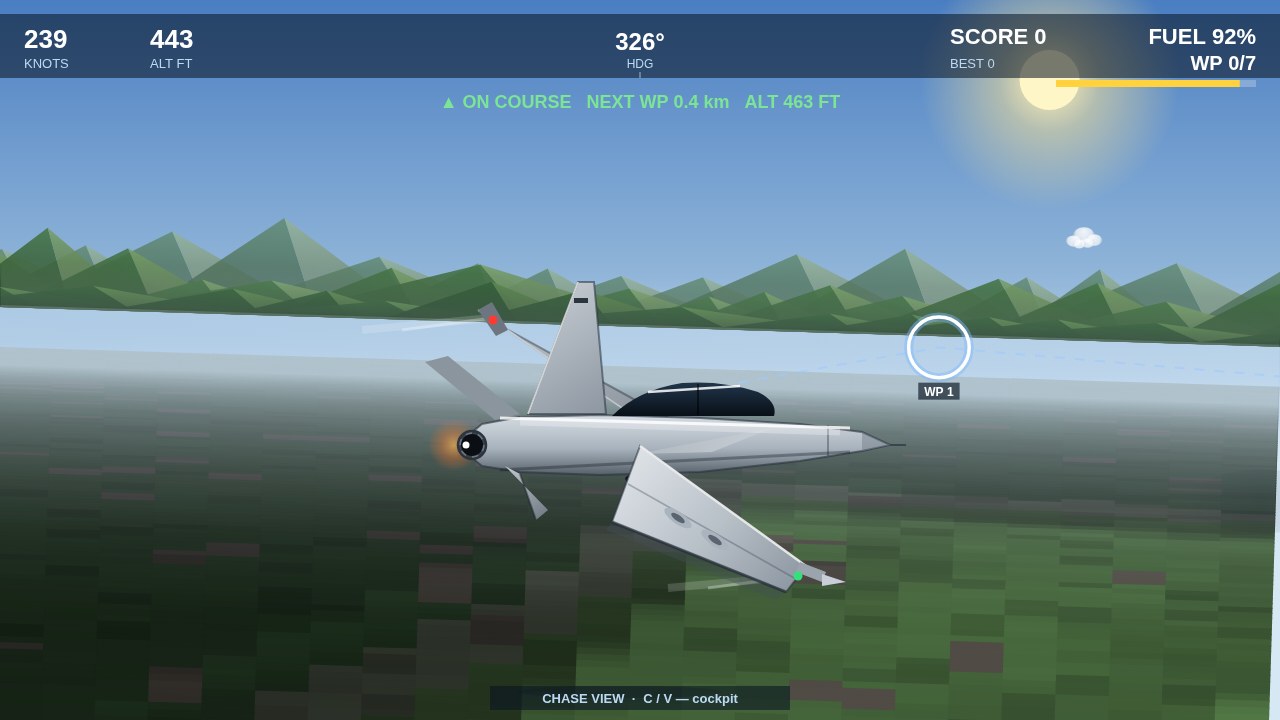 239
KNOTS
443
ALT FT
326°
HDG
SCORE 0
BEST 0
FUEL 92%
WP 0/7
▲ ON COURSE NEXT WP 0.4 km ALT 463 FT
WP 1
CHASE VIEW · C / V — cockpit